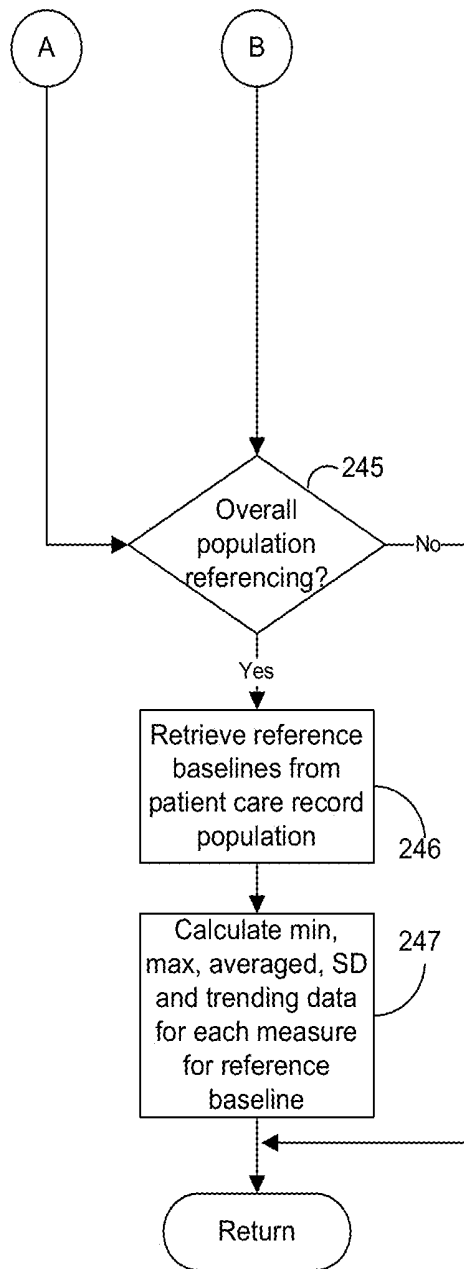 A
B
245
Overall
population
referencing?
No
Yes
Retrieve reference
baselines from
patient care record
population
246
Calculate min,
max, averaged, SD
and trending data
for each measure
for reference
baseline
247
Return